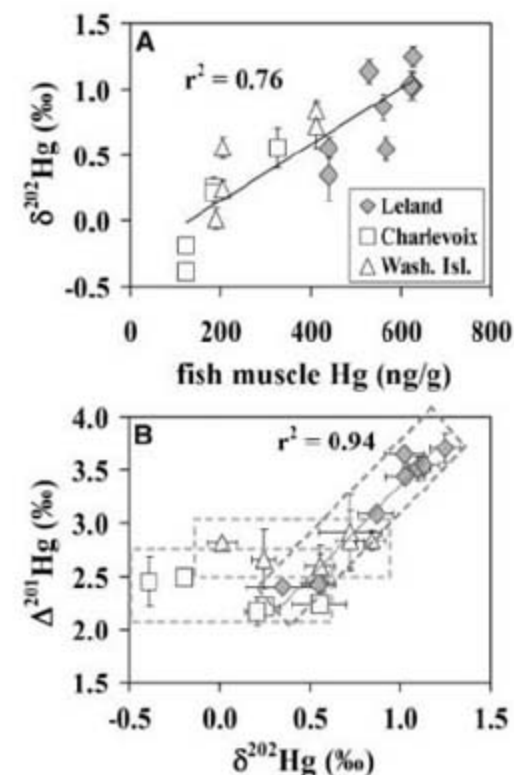 A
r² = 0.76
δ²⁰²Hg (‰)
1.5
1.0
0.5
0.0
-0.5
Leland
Charlevoix
Wash. Isl.
0 200 400 600 800
fish muscle Hg (ng/g)
B
r² = 0.94
Δ²⁰¹Hg (‰)
4.0
3.5
3.0
2.5
2.0
1.5
-0.5 0.0 0.5 1.0 1.5
δ²⁰²Hg (‰)